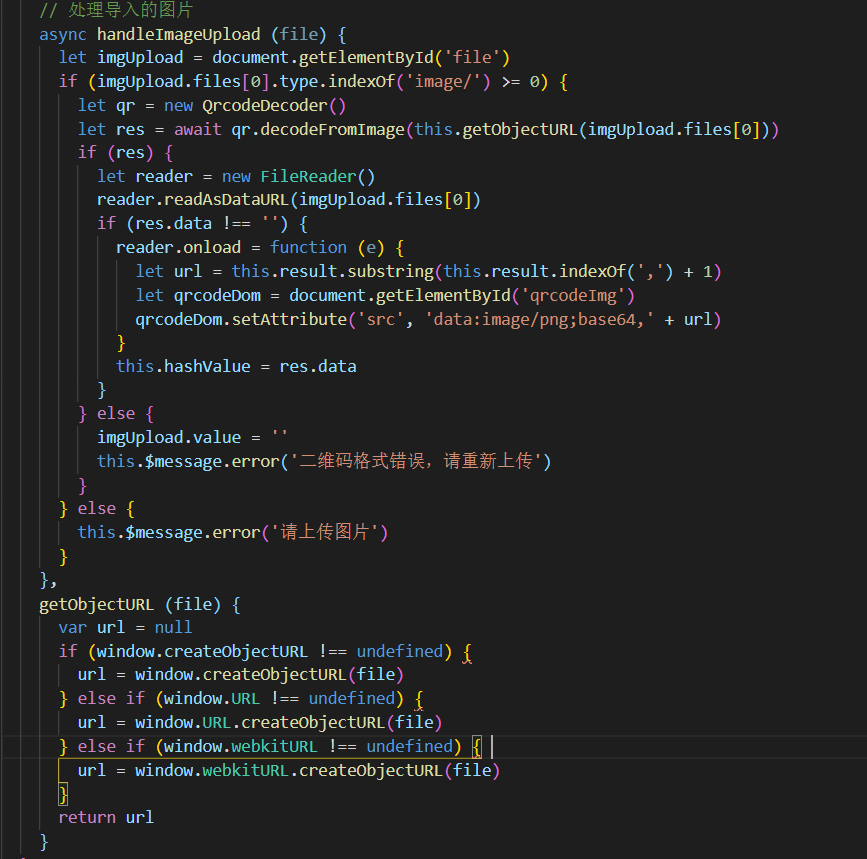 // 处理导入的图片
async handleImageUpload (file) {
let imgUpload = document.getElementById('file')
if (imgUpload.files[0].type.indexOf('image/') >= 0) {
let qr = new QrcodeDecoder()
let res = await qr.decodeFromImage(this.getObjectURL(imgUpload.files[0]))
if (res) {
let reader = new FileReader()
reader.readAsDataURL(imgUpload.files[0])
if (res.data !== '') {
reader.onload = function (e) {
let url = this.result.substring(this.result.indexOf(',') + 1)
let qrcodeDom = document.getElementById('qrcodeImg')
qrcodeDom.setAttribute('src', 'data:image/png;base64,' + url)
}
this.hashValue = res.data
}
} else {
imgUpload.value = ''
this.$message.error('二维码格式错误，请重新上传')
}
} else {
this.$message.error('请上传图片')
}
},
getObjectURL (file) {
var url = null
if (window.createObjectURL !== undefined) {
url = window.createObjectURL(file)
} else if (window.URL !== undefined) {
url = window.URL.createObjectURL(file)
} else if (window.webkitURL !== undefined) {
url = window.webkitURL.createObjectURL(file)
}
return url
}